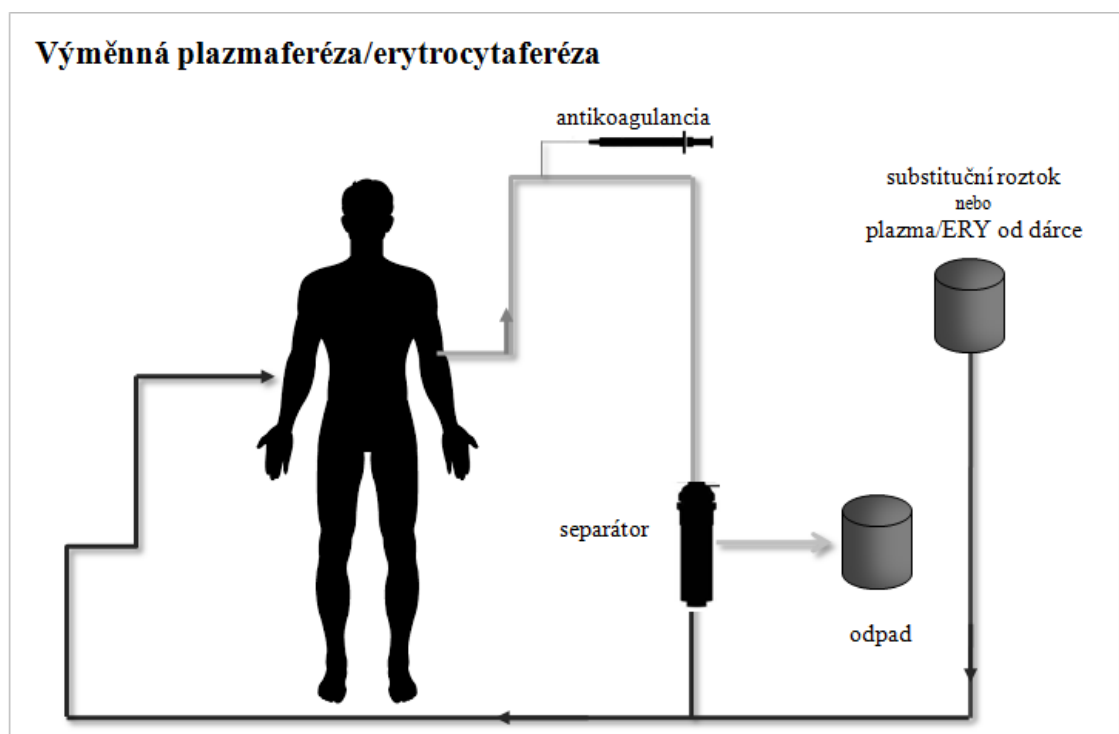 Výměnná plazmaferéza/erytrocytaferéza
antikoagulancia
substituční roztok
nebo
plazma/ERY od dárce
separátor
odpad